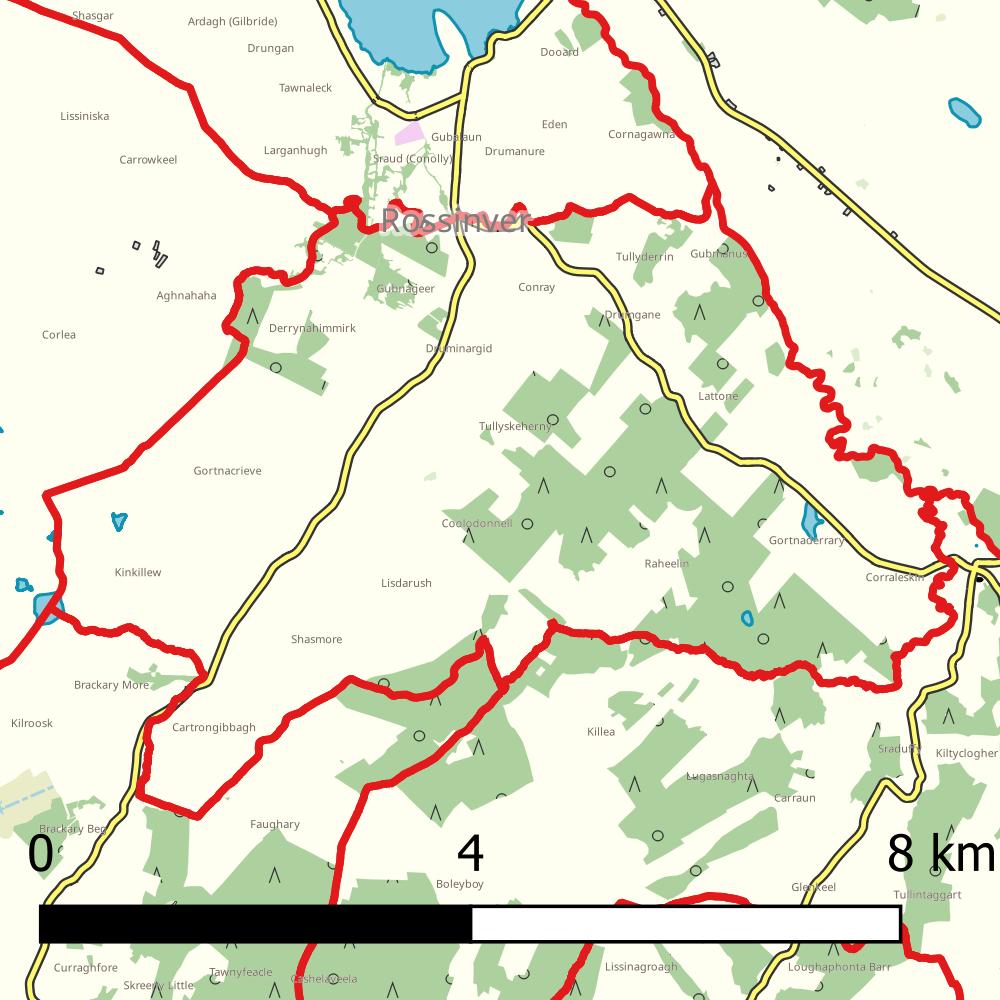 Shasgar
Ardagh (Gilbride)
Drungan
Dooard
Tawnaleck
Lissiniska
Eden
Cornagawna
Gubalaun
Larganhugh
Drumanure
Carrowkeel
Sraud (Conolly)
Rossinver
Tullyderrin
Gubmanus
Gubnageer
Conray
Aghnahaha
Drumgane
Derrynahimmirk
Corlea
Druminargid
Lattone
Tullyskeherny
Gortnacrieve
Coolodonnell
Gortnaderrary
Raheelin
Kinkillew
Corraleskin
Lisdarush
Shasmore
Brackary More
Kilroosk
Cartrongibbagh
Killea
Sraduffy
Kiltyclogher
Lugasnaghta
Carraun
Faughary
Brackary Beg
0
4
8 km
Boleyboy
Glenkeel
Tullintaggart
Curraghfore
Tawnyfeacle
Cashelaveela
Lissinagroagh
Loughaphonta Barr
Skreeny Little